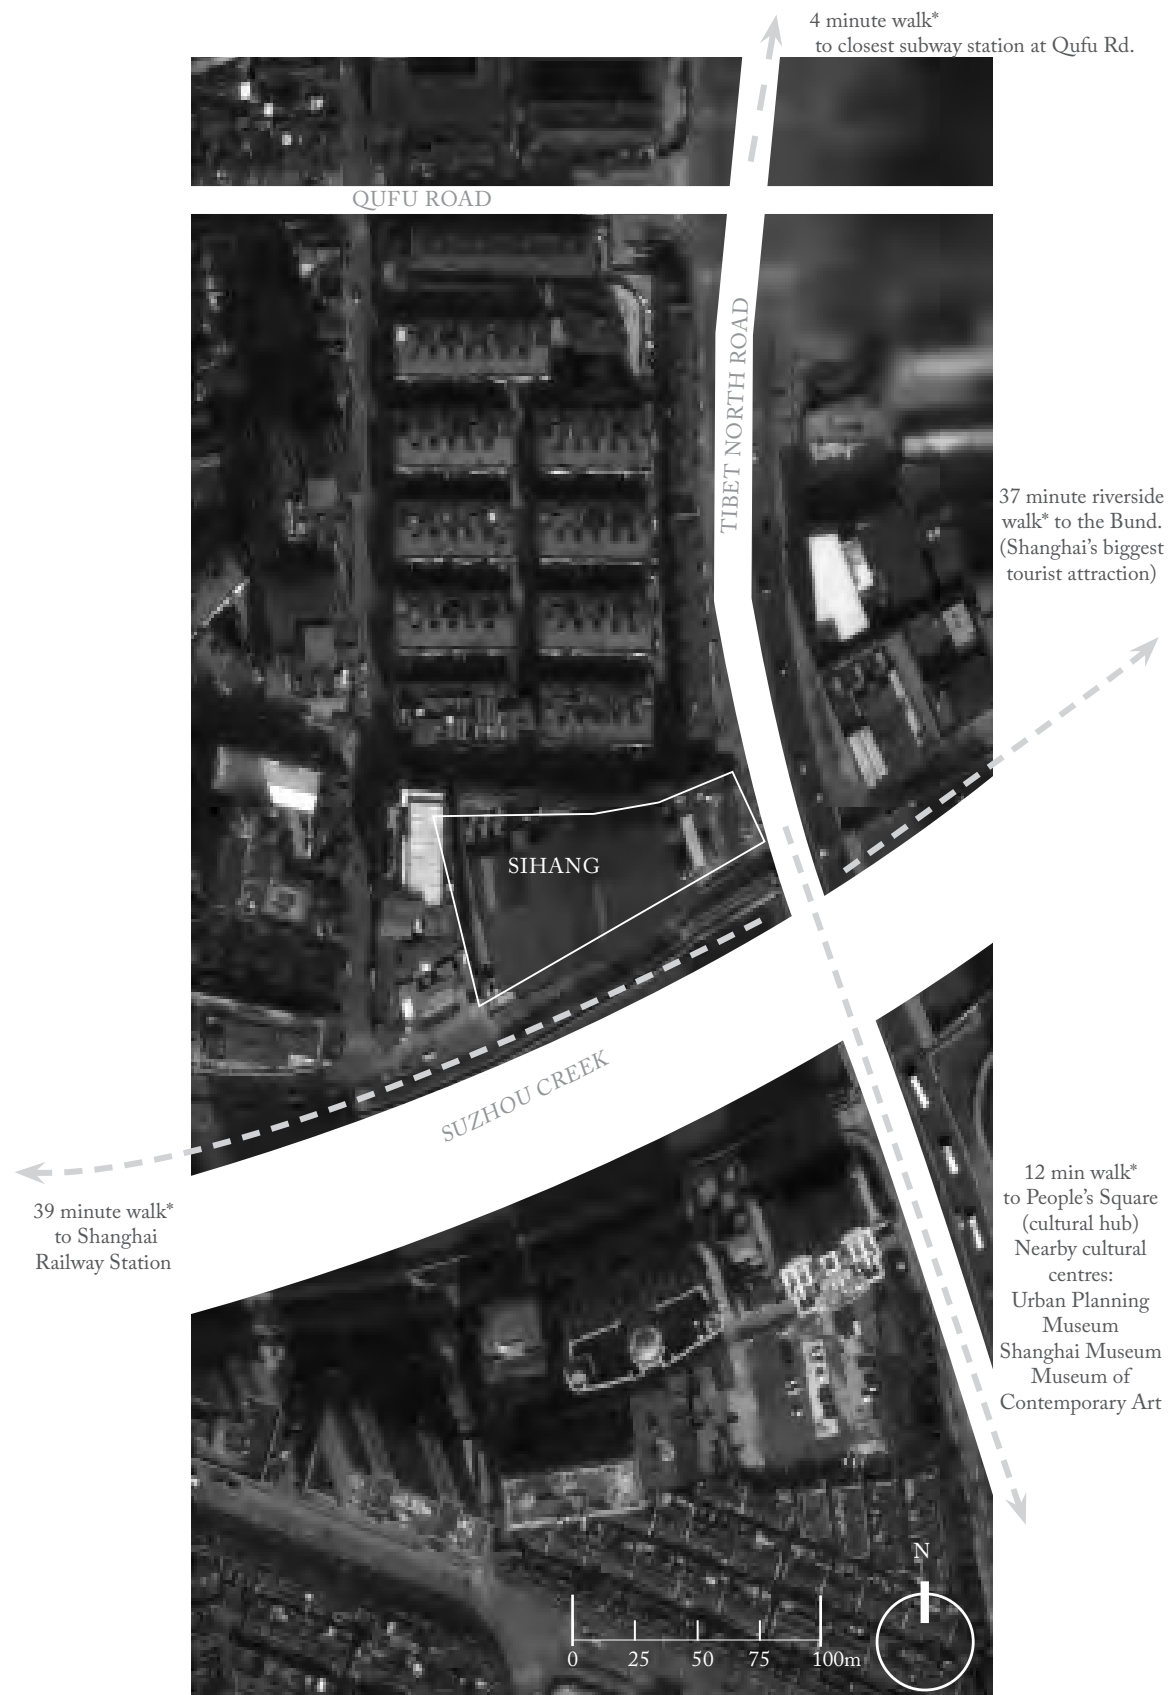 4 minute walk*
to closest subway station at Qufu Rd.
QUFU ROAD
TIBET NORTH ROAD
37 minute riverside
walk* to the Bund.
(Shanghai’s biggest
tourist attraction)
SIHANG
SUZHOU CREEK
39 minute walk*
to Shanghai
Railway Station
12 min walk*
to People’s Square
(cultural hub)
Nearby cultural
centres:
Urban Planning
Museum
Shanghai Museum
Museum of
Contemporary Art
N
0 25 50 75 100m